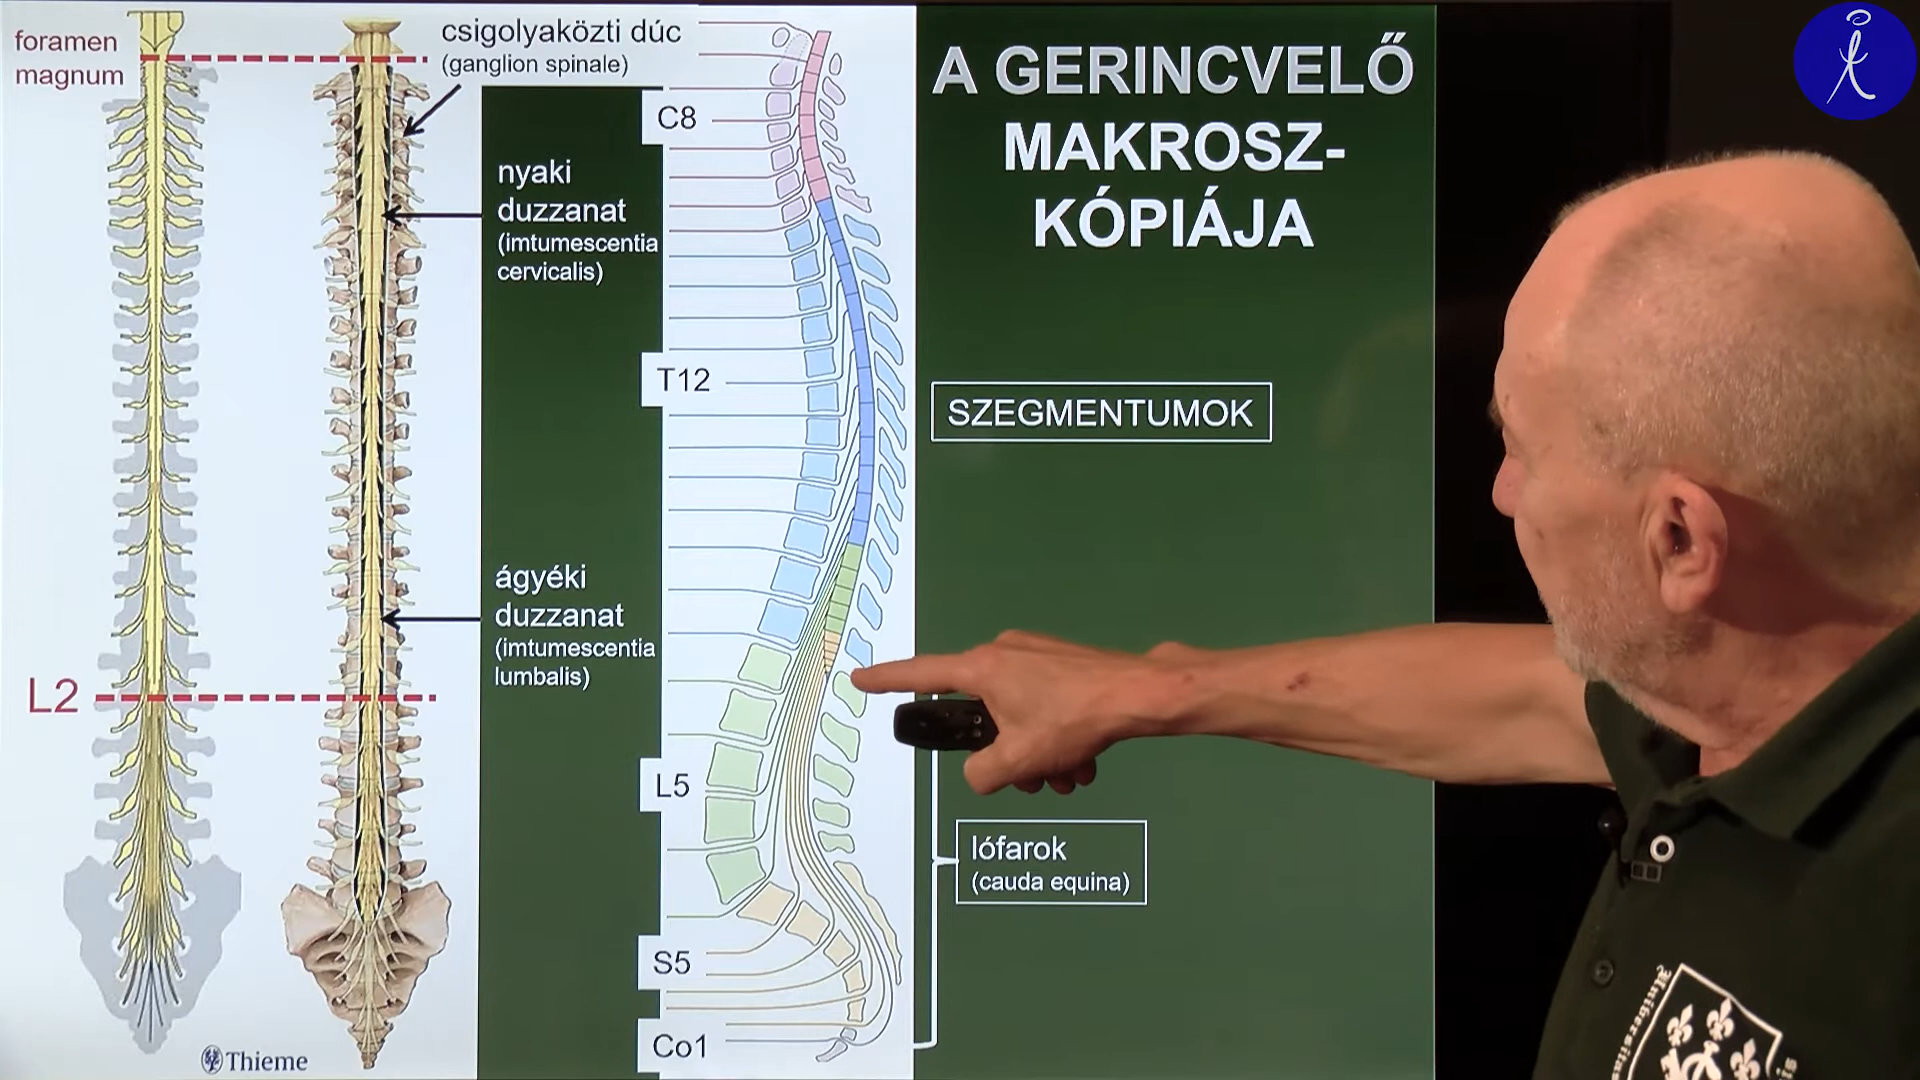 foramen
magnum
csigolyaközti dúc
(ganglion spinale)
nyaki
duzzanat
(imtumescentia
cervicalis)
ágyéki
duzzanat
(imtumescentia
lumbalis)
L2
Thieme
C8
T12
L5
S5
Co1
A GERINCVELŐ
MAKROSZ-
KÓPIÁJA
SZEGMENTUMOK
lófarok
(cauda equina)